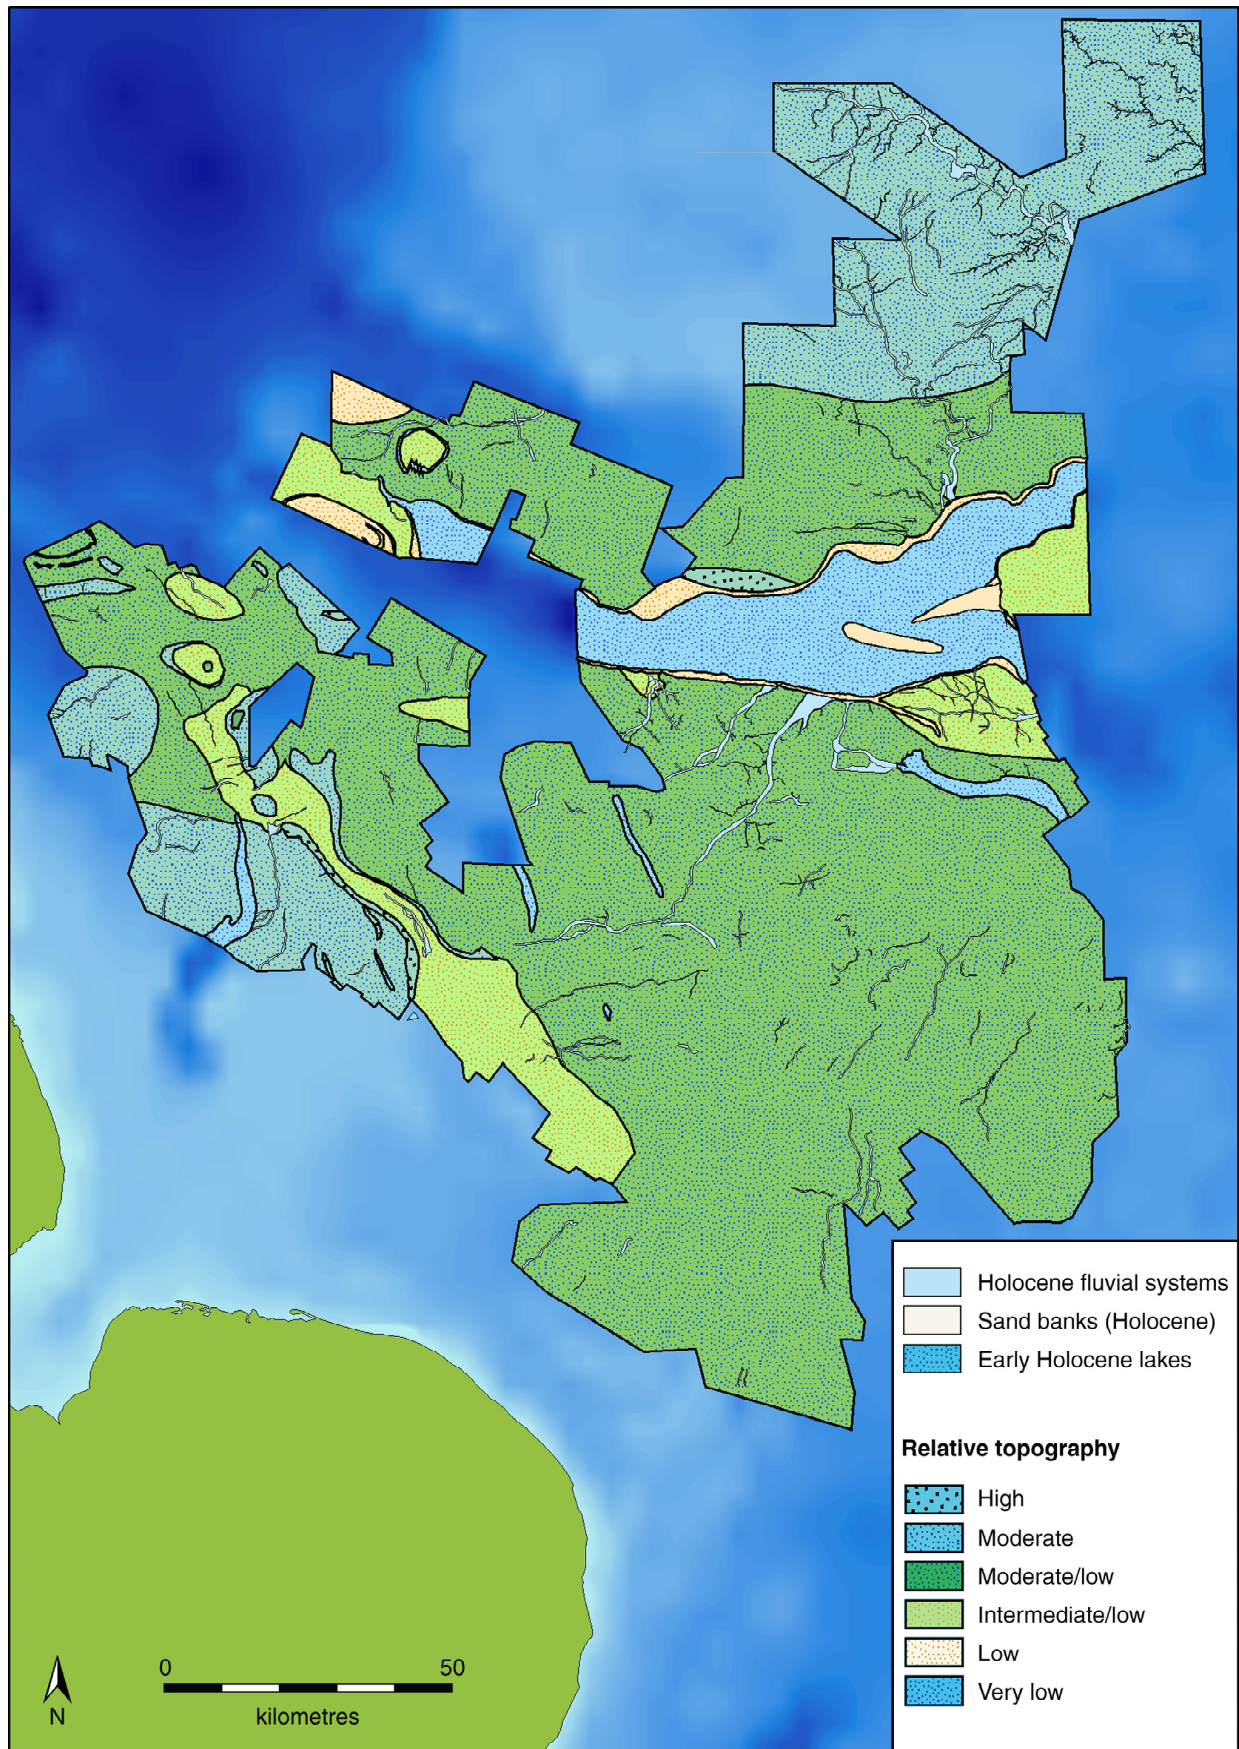 Holocene fluvial systems
Sand banks (Holocene)
Early Holocene lakes
Relative topography
High
Moderate
Moderate/low
Intermediate/low
Low
Very low
0 50
kilometres
N